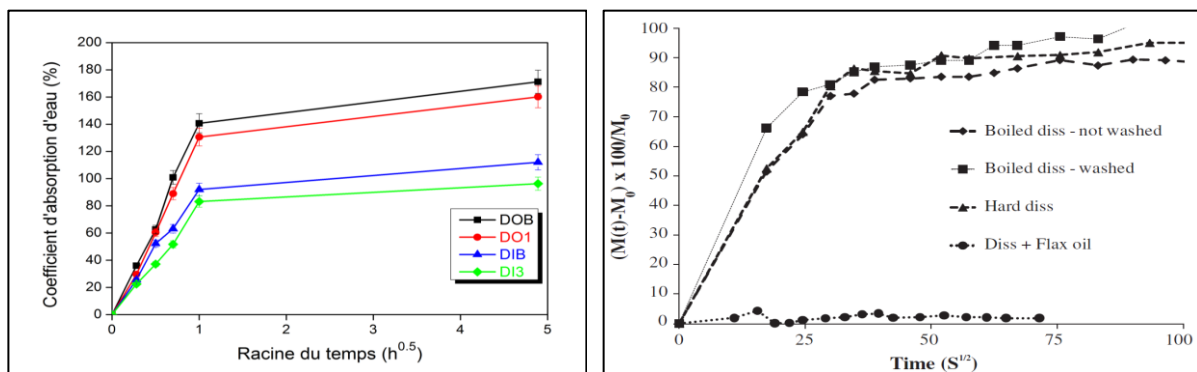 Coefficient d'absorption d'eau (%)
200
180
160
140
120
100
80
60
40
20
0
DOB
DO1
DIB
DI3
0
1
2
3
4
5
Racine du temps (h^0.5)
(M(t)-M₀) x 100/M₀
100
90
80
70
60
50
40
30
20
10
0
Boiled diss - not washed
Boiled diss - washed
Hard diss
Diss + Flax oil
0
25
50
75
100
Time (S^1/2)